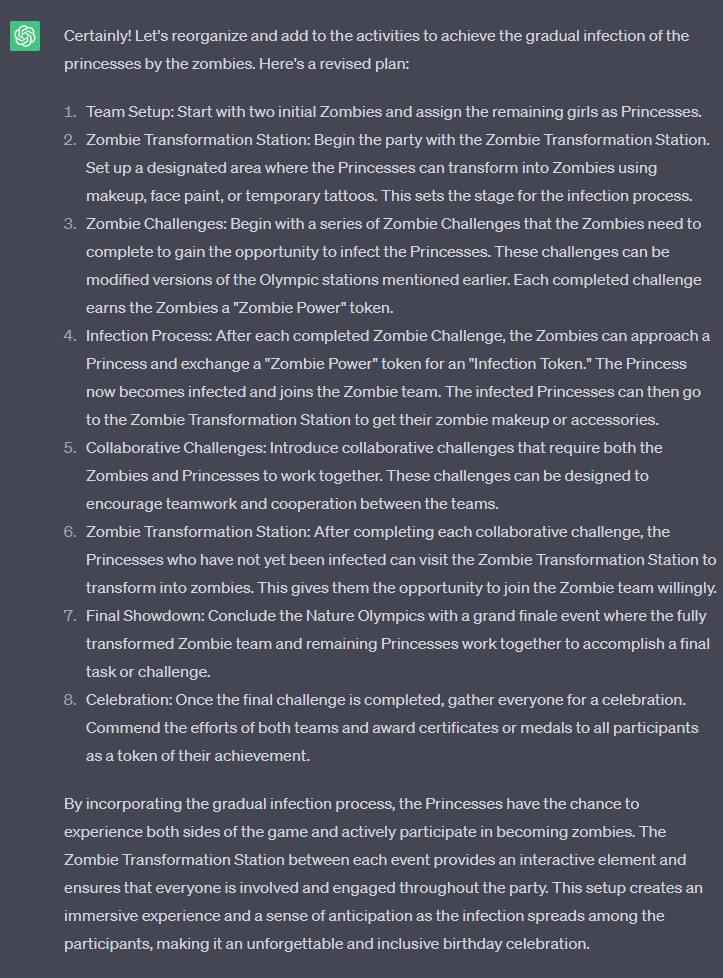 Certainly! Let's reorganize and add to the activities to achieve the gradual infection of the
princesses by the zombies. Here's a revised plan:
1. Team Setup: Start with two initial Zombies and assign the remaining girls as Princesses.
2. Zombie Transformation Station: Begin the party with the Zombie Transformation Station.
Set up a designated area where the Princesses can transform into Zombies using
makeup, face paint, or temporary tattoos. This sets the stage for the infection process.
3. Zombie Challenges: Begin with a series of Zombie Challenges that the Zombies need to
complete to gain the opportunity to infect the Princesses. These challenges can be
modified versions of the Olympic stations mentioned earlier. Each completed challenge
earns the Zombies a "Zombie Power" token.
4. Infection Process: After each completed Zombie Challenge, the Zombies can approach a
Princess and exchange a "Zombie Power" token for an "Infection Token." The Princess
now becomes infected and joins the Zombie team. The infected Princesses can then go
to the Zombie Transformation Station to get their zombie makeup or accessories.
5. Collaborative Challenges: Introduce collaborative challenges that require both the
Zombies and Princesses to work together. These challenges can be designed to
encourage teamwork and cooperation between the teams.
6. Zombie Transformation Station: After completing each collaborative challenge, the
Princesses who have not yet been infected can visit the Zombie Transformation Station to
transform into zombies. This gives them the opportunity to join the Zombie team willingly.
7. Final Showdown: Conclude the Nature Olympics with a grand finale event where the fully
transformed Zombie team and remaining Princesses work together to accomplish a final
task or challenge.
8. Celebration: Once the final challenge is completed, gather everyone for a celebration.
Commend the efforts of both teams and award certificates or medals to all participants
as a token of their achievement.
By incorporating the gradual infection process, the Princesses have the chance to
experience both sides of the game and actively participate in becoming zombies. The
Zombie Transformation Station between each event provides an interactive element and
ensures that everyone is involved and engaged throughout the party. This setup creates an
immersive experience and a sense of anticipation as the infection spreads among the
participants, making it an unforgettable and inclusive birthday celebration.